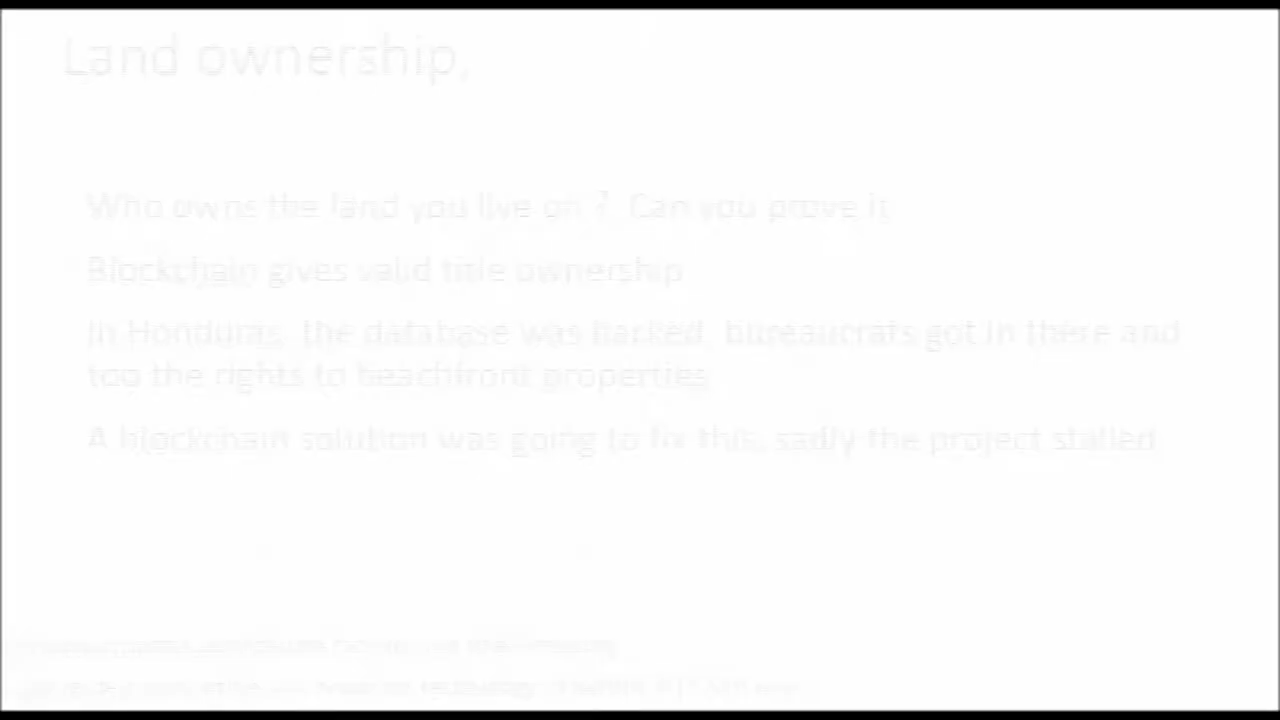 Land ownership,
Who owns the land you live on ? Can you prove it
Blockchain gives valid title ownership
In Honduras the database was hacked, bureaucrats got in there and
too the rights to beachfront properties
A blockchain solution was going to fix this, sadly the project stalled